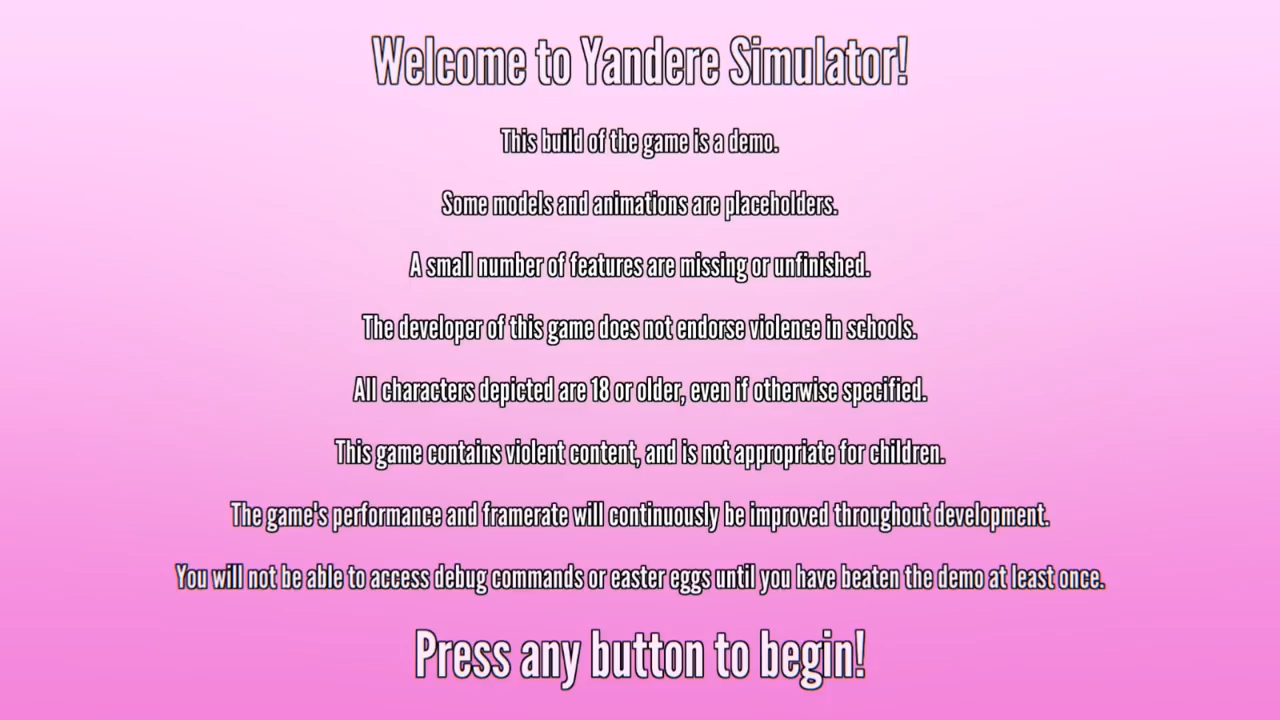 Welcome to Yandere Simulator!
This build of the game is a demo.
Some models and animations are placeholders.
A small number of features are missing or unfinished.
The developer of this game does not endorse violence in schools.
All characters depicted are 18 or older, even if otherwise specified.
This game contains violent content, and is not appropriate for children.
The game's performance and framerate will continuously be improved throughout development.
You will not be able to access debug commands or easter eggs until you have beaten the demo at least once.
Press any button to begin!